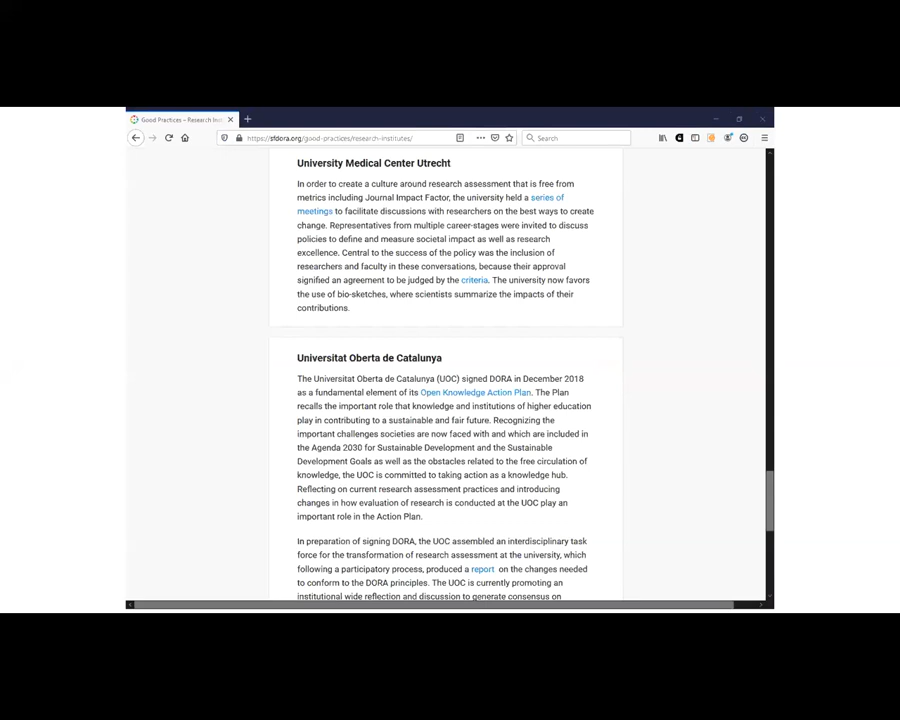 Good Practices – Research Inst
https://sfdora.org/good-practices/research-institutes/
Search
University Medical Center Utrecht
In order to create a culture around research assessment that is free from
metrics including Journal Impact Factor, the university held a series of
meetings to facilitate discussions with researchers on the best ways to create
change. Representatives from multiple career-stages were invited to discuss
policies to define and measure societal impact as well as research
excellence. Central to the success of the policy was the inclusion of
researchers and faculty in these conversations, because their approval
signified an agreement to be judged by the criteria. The university now favors
the use of bio-sketches, where scientists summarize the impacts of their
contributions.
Universitat Oberta de Catalunya
The Universitat Oberta de Catalunya (UOC) signed DORA in December 2018
as a fundamental element of its Open Knowledge Action Plan. The Plan
recalls the important role that knowledge and institutions of higher education
play in contributing to a sustainable and fair future. Recognizing the
important challenges societies are now faced with and which are included in
the Agenda 2030 for Sustainable Development and the Sustainable
Development Goals as well as the obstacles related to the free circulation of
knowledge, the UOC is committed to taking action as a knowledge hub.
Reflecting on current research assessment practices and introducing
changes in how evaluation of research is conducted at the UOC play an
important role in the Action Plan.
In preparation of signing DORA, the UOC assembled an interdisciplinary task
force for the transformation of research assessment at the university, which
following a participatory process, produced a report on the changes needed
to conform to the DORA principles. The UOC is currently promoting an
institutional wide reflection and discussion to generate consensus on